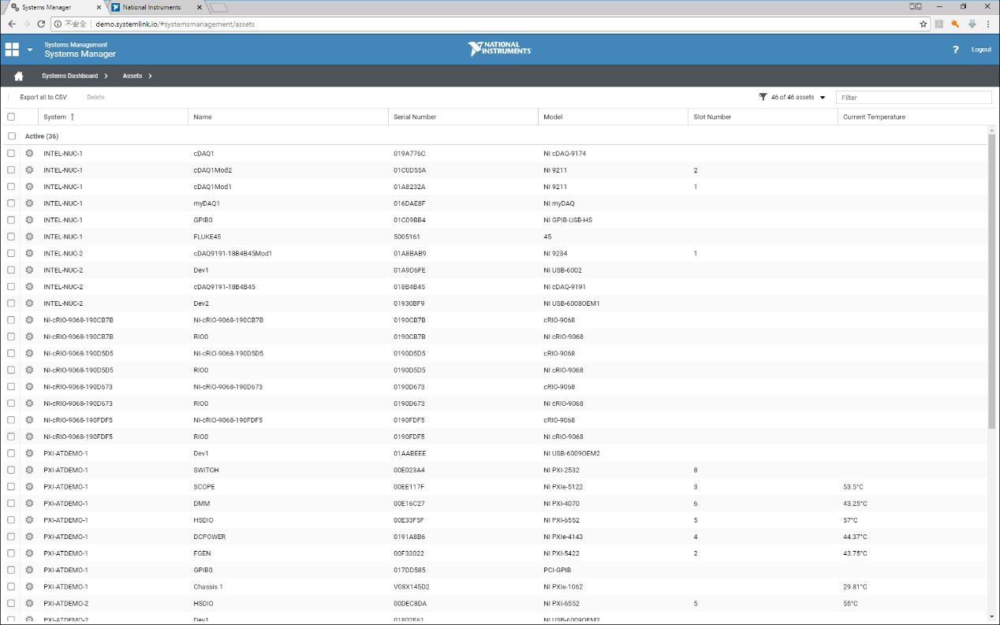 Systems Manager
National Instruments
不安全 demo.systemlink.io/#systemsmanagement/assets
Systems Management
Systems Manager
NATIONAL INSTRUMENTS
? Logout
Systems Dashboard Assets
Export all to CSV Delete 46 of 46 assets Filter
System Name Serial Number Model Slot Number Current Temperature
Active (36)
INTEL-NUC-1 cDAQ1 019A776C NI cDAQ-9174
INTEL-NUC-1 cDAQ1Mod2 01C0D55A NI 9211 2
INTEL-NUC-1 cDAQ1Mod1 01A8232A NI 9211 1
INTEL-NUC-1 myDAQ1 016DAE8F NI myDAQ
INTEL-NUC-1 GPIB0 01C09BB4 NI GPIB-USB-HS
INTEL-NUC-1 FLUKE45 5005161 45
INTEL-NUC-2 cDAQ9191-18B4B45Mod1 01A8BAB9 NI 9234 1
INTEL-NUC-2 Dev1 01A9D6FE NI USB-6002
INTEL-NUC-2 cDAQ9191-18B4B45 018B4B45 NI cDAQ-9191
INTEL-NUC-2 Dev2 01930BF9 NI USB-6008OEM1
NI-cRIO-9068-190CB7B NI-cRIO-9068-190CB7B 0190CB7B cRIO-9068
NI-cRIO-9068-190CB7B RIO0 0190CB7B NI cRIO-9068
NI-cRIO-9068-190D5D5 NI-cRIO-9068-190D5D5 0190D5D5 cRIO-9068
NI-cRIO-9068-190D5D5 RIO0 0190D5D5 NI cRIO-9068
NI-cRIO-9068-190D673 NI-cRIO-9068-190D673 0190D673 cRIO-9068
NI-cRIO-9068-190D673 RIO0 0190D673 NI cRIO-9068
NI-cRIO-9068-190FDF5 NI-cRIO-9068-190FDF5 0190FDF5 cRIO-9068
NI-cRIO-9068-190FDF5 RIO0 0190FDF5 NI cRIO-9068
PXI-ATDEMO-1 Dev1 01AABEEE NI USB-6009OEM2
PXI-ATDEMO-1 SWITCH 00E023A4 NI PXI-2532 8
PXI-ATDEMO-1 SCOPE 00EE117F NI PXIe-5122 3 53.5°C
PXI-ATDEMO-1 DMM 00E16C27 NI PXI-4070 6 43.25°C
PXI-ATDEMO-1 HSDIO 00E33F5F NI PXI-6552 5 57°C
PXI-ATDEMO-1 DCPOWER 0191A8B6 NI PXIe-4143 4 44.37°C
PXI-ATDEMO-1 FGEN 00F33022 NI PXI-5422 2 43.75°C
PXI-ATDEMO-1 GPIB0 017DD585 PCI-GPIB
PXI-ATDEMO-1 Chassis 1 V08X145D2 NI PXIe-1062 29.81°C
PXI-ATDEMO-2 HSDIO 00DEC8DA NI PXI-6552 5 55°C
PXI-ATDEMO-2 Dev1 01802F61 NI USB-6009OEM2